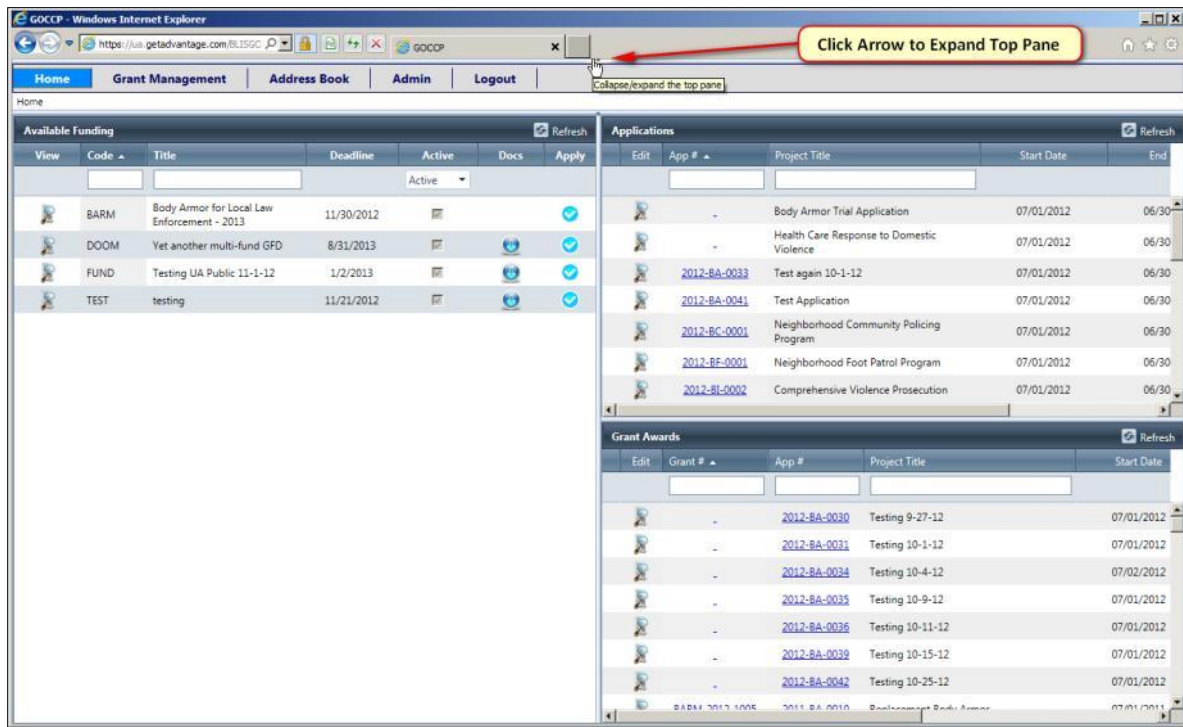 GOCCP - Windows Internet Explorer
https://ua.getadvantage.com/BLISGC GOCCP
Click Arrow to Expand Top Pane
Home Grant Management Address Book Admin Logout
Collapse/expand the top pane
Home
Available Funding Refresh
View Code Title Deadline Active Docs Apply
Active
BARM Body Armor for Local Law Enforcement - 2013 11/30/2012
DOOM Yet another multi-fund GFD 8/31/2013
FUND Testing UA Public 11-1-12 1/2/2013
TEST testing 11/21/2012
Applications Refresh
Edit App # Project Title Start Date End
- Body Armor Trial Application 07/01/2012 06/30
- Health Care Response to Domestic Violence 07/01/2012 06/30
2012-BA-0033 Test again 10-1-12 07/01/2012 06/30
2012-BA-0041 Test Application 07/01/2012 06/30
2012-BC-0001 Neighborhood Community Policing Program 07/01/2012 06/30
2012-BF-0001 Neighborhood Foot Patrol Program 07/01/2012 06/30
2012-BI-0002 Comprehensive Violence Prosecution 07/01/2012 06/30
Grant Awards Refresh
Edit Grant # App # Project Title Start Date
- 2012-BA-0030 Testing 9-27-12 07/01/2012
- 2012-BA-0031 Testing 10-1-12 07/01/2012
- 2012-BA-0034 Testing 10-4-12 07/02/2012
- 2012-BA-0035 Testing 10-9-12 07/01/2012
- 2012-BA-0036 Testing 10-11-12 07/01/2012
- 2012-BA-0039 Testing 10-15-12 07/01/2012
- 2012-BA-0042 Testing 10-25-12 07/01/2012
BARM-2012-1005 2011-BA-0010 Replacement Body Armor 07/01/2011